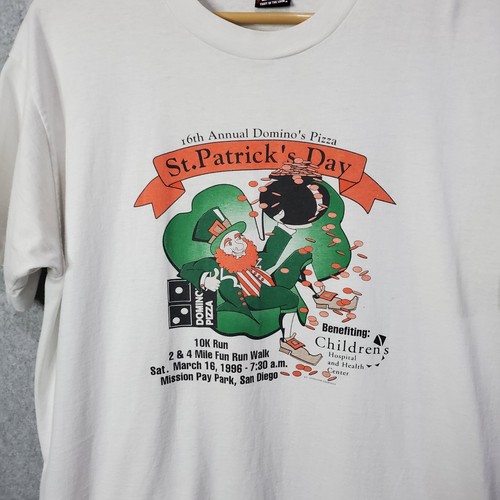 16th Annual Domino's Pizza
St.Patrick's Day
DOMINO'S
PIZZA
Benefiting:
Children's
Hospital
and Health
Center
10K Run
2 & 4 Mile Fun Run Walk
Sat. March 16, 1996 - 7:30 a.m.
Mission Pay Park, San Diego